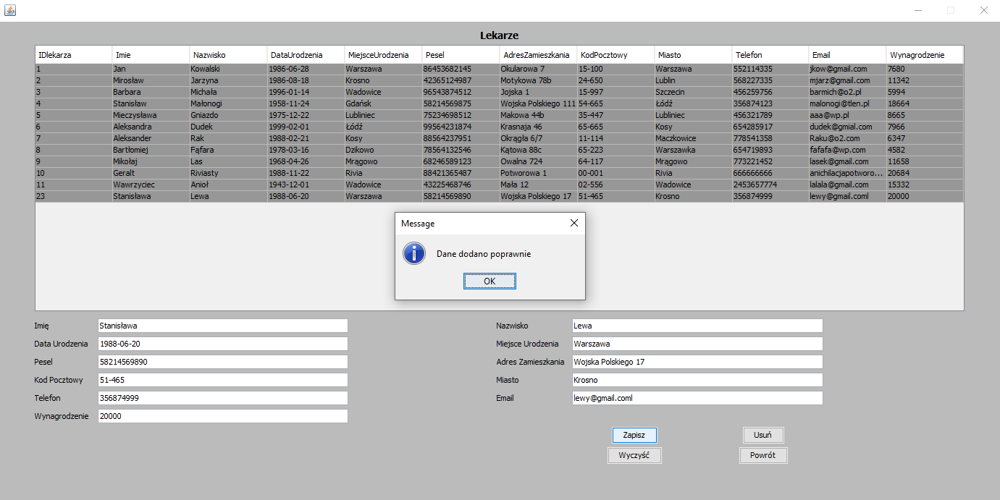 Lekarze
IDlekarza Imie Nazwisko DataUrodzenia MiejsceUrodzenia Pesel AdresZamieszkania KodPocztowy Miasto Telefon Email Wynagrodzenie
1 Jan Kowalski 1986-06-28 Warszawa 86453682145 Okularowa 7 15-100 Warszawa 552114335 jkow@gmail.com 7680
2 Mirosław Jarzyna 1986-08-18 Krosno 42365124987 Motykowa 78b 24-650 Lublin 568227335 mjarz@gmail.com 11342
3 Barbara Michała 1996-01-14 Wadowice 96543874512 Jojska 1 15-997 Szczecin 456259756 barmich@o2.pl 5994
4 Stanisław Małonogi 1958-11-24 Gdańsk 58214569875 Wojska Polskiego 111 54-665 Łódź 356874123 malonogi@tlen.pl 18664
5 Mieczysława Gniazdo 1975-12-22 Lubliniec 75234698512 Makowa 44b 35-447 Lubliniec 456321789 aaa@wp.pl 8665
6 Aleksandra Dudek 1999-02-01 Łódź 99564231874 Krasnaja 46 65-665 Kosy 654285917 dudek@gmial.com 7966
7 Aleksander Rak 1988-02-21 Kosy 88564237951 Okrągła 6/7 11-114 Maczkowice 778541358 Raku@o2.com 6347
8 Bartłomiej Fąfara 1978-03-16 Dzikowo 78564132546 Kątowa 88c 65-223 Warszawka 654719893 fafafa@wp.com 4582
9 Mikołaj Las 1968-04-26 Mrągowo 68246589123 Owalna 724 64-117 Mrągowo 773221452 lasek@gmail.com 11658
10 Geralt Riviasty 1988-11-22 Rivia 88421365487 Potworowa 1 00-001 Rivia 666666666 anichilacjapotworo... 20684
11 Wawrzyciec Anioł 1943-12-01 Wadowice 43225468746 Mała 12 02-556 Wadowice 2453657774 lalala@gmail.com 15332
23 Stanisława Lewa 1988-06-20 Warszawa 58214569890 Wojska Polskiego 17 51-465 Krosno 356874999 lewy@gmail.coml 20000
Message
Dane dodano poprawnie
OK
Imię Stanisława Nazwisko Lewa
Data Urodzenia 1988-06-20 Miejsce Urodzenia Warszawa
Pesel 58214569890 Adres Zamieszkania Wojska Polskiego 17
Kod Pocztowy 51-465 Miasto Krosno
Telefon 356874999 Email lewy@gmail.coml
Wynagrodzenie 20000
Zapisz Usuń
Wyczyść Powrót